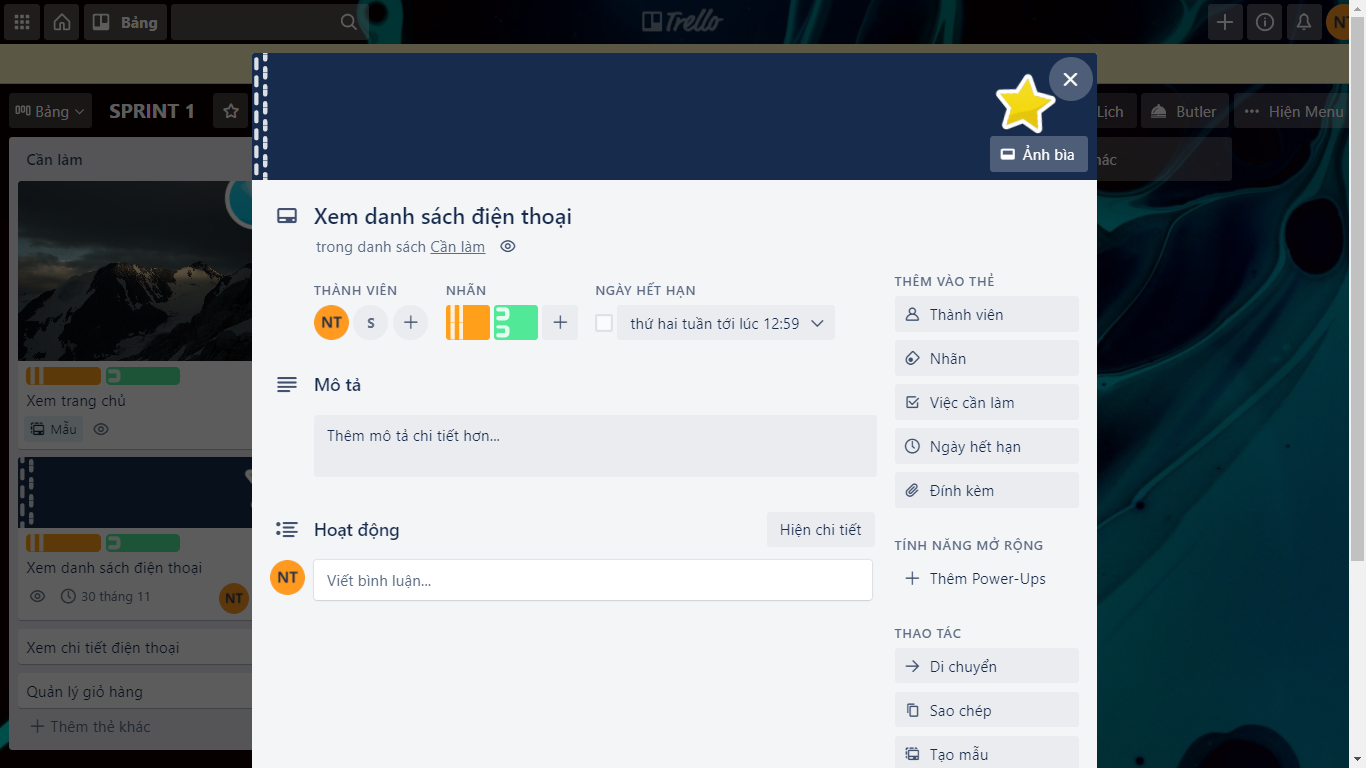 Bảng
Trello
NT
Bảng
SPRINT 1
Lịch
Butler
Hiện Menu
Cần làm
Xem trang chủ
Mẫu
Xem danh sách điện thoại
30 tháng 11
NT
Xem chi tiết điện thoại
Quản lý giỏ hàng
Thêm thẻ khác
Ảnh bìa
Xem danh sách điện thoại
trong danh sách Cần làm
THÀNH VIÊN
NHÃN
NGÀY HẾT HẠN
NT
S
thứ hai tuần tới lúc 12:59
Mô tả
Thêm mô tả chi tiết hơn...
Hoạt động
Hiện chi tiết
NT
Viết bình luận...
THÊM VÀO THẺ
Thành viên
Nhãn
Việc cần làm
Ngày hết hạn
Đính kèm
TÍNH NĂNG MỞ RỘNG
Thêm Power-Ups
THAO TÁC
Di chuyển
Sao chép
Tạo mẫu